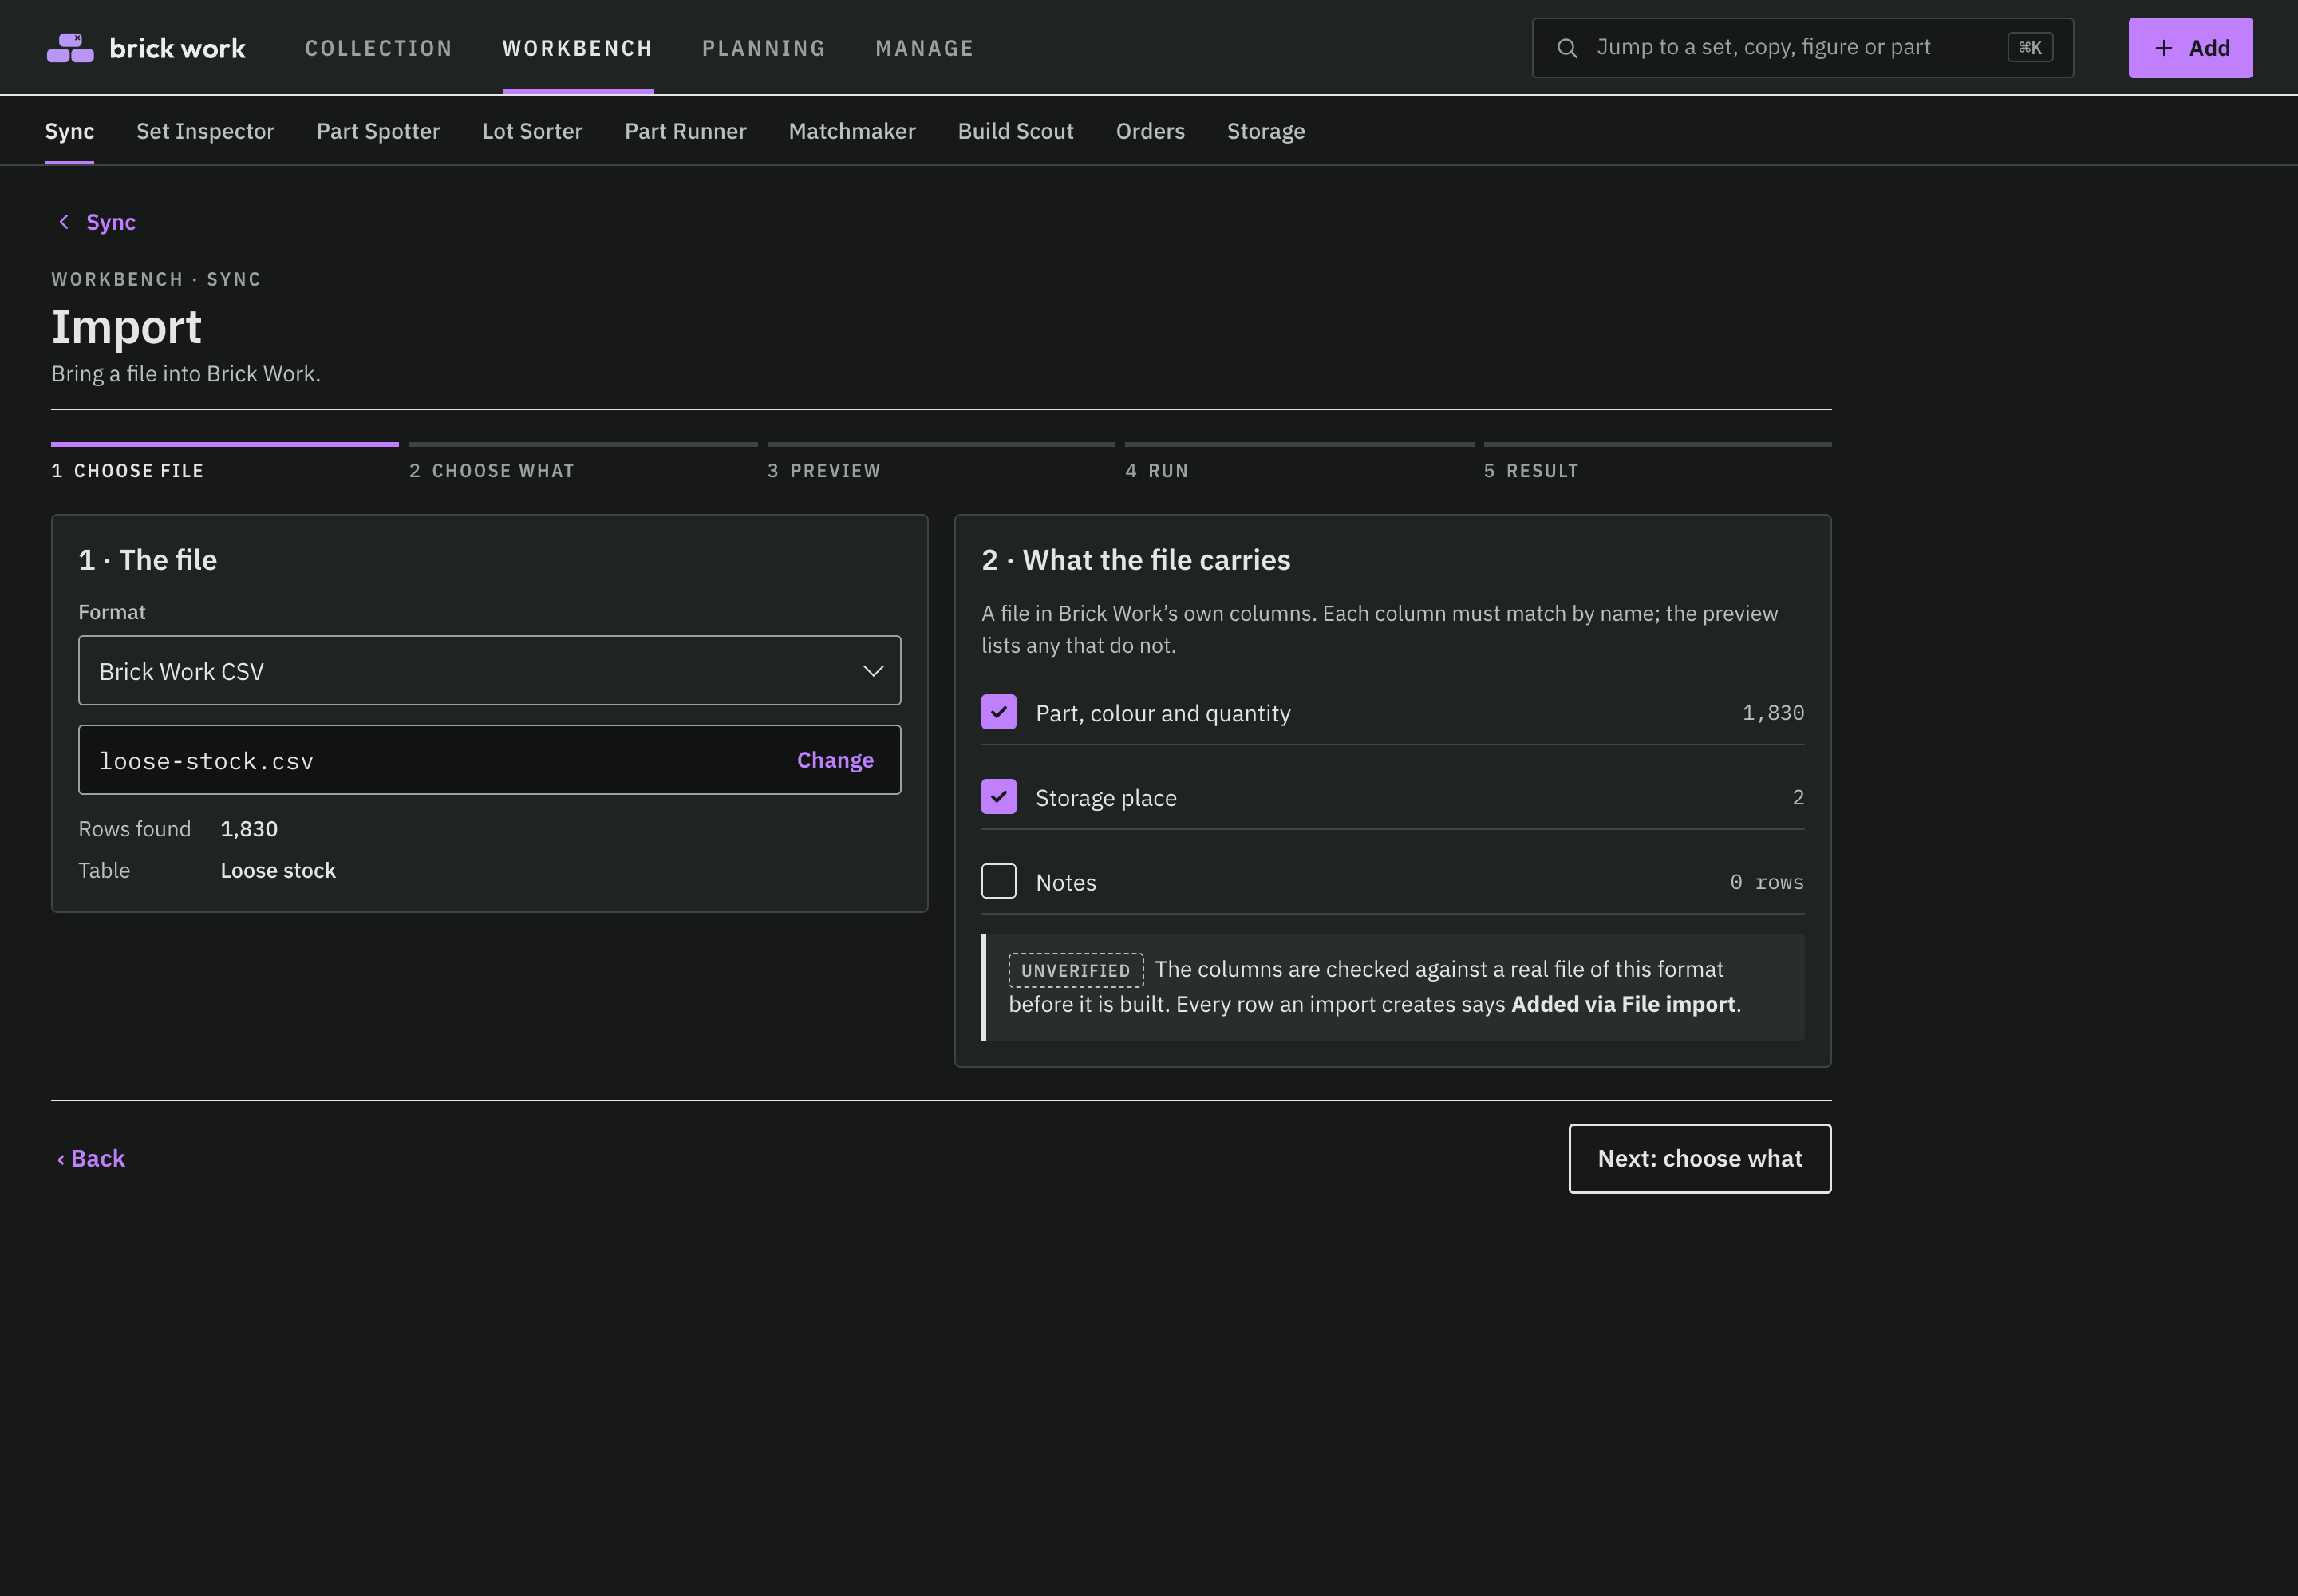 brick work
COLLECTION
WORKBENCH
PLANNING
MANAGE
Jump to a set, copy, figure or part
⌘K
+ Add
Sync
Set Inspector
Part Spotter
Lot Sorter
Part Runner
Matchmaker
Build Scout
Orders
Storage
‹ Sync
WORKBENCH · SYNC
Import
Bring a file into Brick Work.
1 CHOOSE FILE
2 CHOOSE WHAT
3 PREVIEW
4 RUN
5 RESULT
1 · The file
Format
Brick Work CSV
loose-stock.csv
Change
Rows found 1,830
Table Loose stock
2 · What the file carries
A file in Brick Work’s own columns. Each column must match by name; the preview
lists any that do not.
Part, colour and quantity 1,830
Storage place 2
Notes 0 rows
UNVERIFIED The columns are checked against a real file of this format
before it is built. Every row an import creates says Added via File import.
‹ Back
Next: choose what